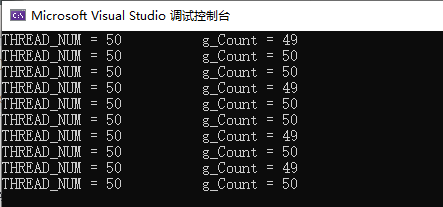 Microsoft Visual Studio 调试控制台
THREAD_NUM = 50 g_Count = 49
THREAD_NUM = 50 g_Count = 50
THREAD_NUM = 50 g_Count = 50
THREAD_NUM = 50 g_Count = 49
THREAD_NUM = 50 g_Count = 50
THREAD_NUM = 50 g_Count = 50
THREAD_NUM = 50 g_Count = 49
THREAD_NUM = 50 g_Count = 50
THREAD_NUM = 50 g_Count = 49
THREAD_NUM = 50 g_Count = 50